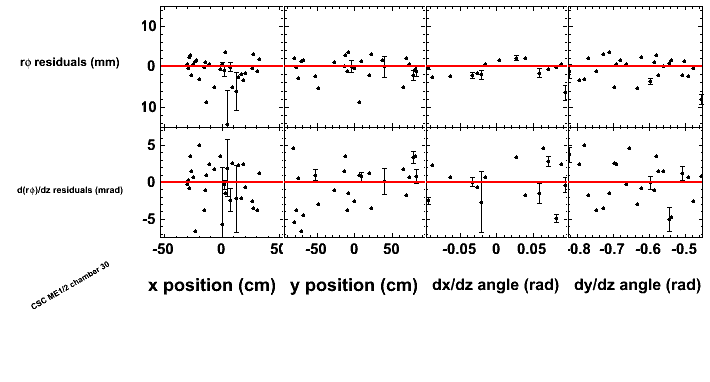 15
10
rϕ residuals (mm)
0
10
5
d(rϕ)/dz residuals (mrad)
0
-5
-50 0 50 -50 0 50 -0.05 0 0.05 -0.8 -0.7 -0.6 -0.5
x position (cm) y position (cm) dx/dz angle (rad) dy/dz angle (rad)
CSC ME1/2 chamber 30